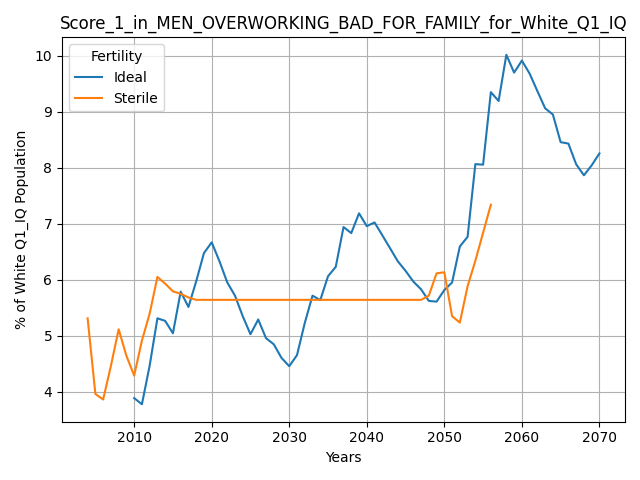 Score_1_in_MEN_OVERWORKING_BAD_FOR_FAMILY_for_White_Q1_IQ
Fertility
Ideal
Sterile
% of White Q1_IQ Population
10
9
8
7
6
5
4
2010 2020 2030 2040 2050 2060 2070
Years